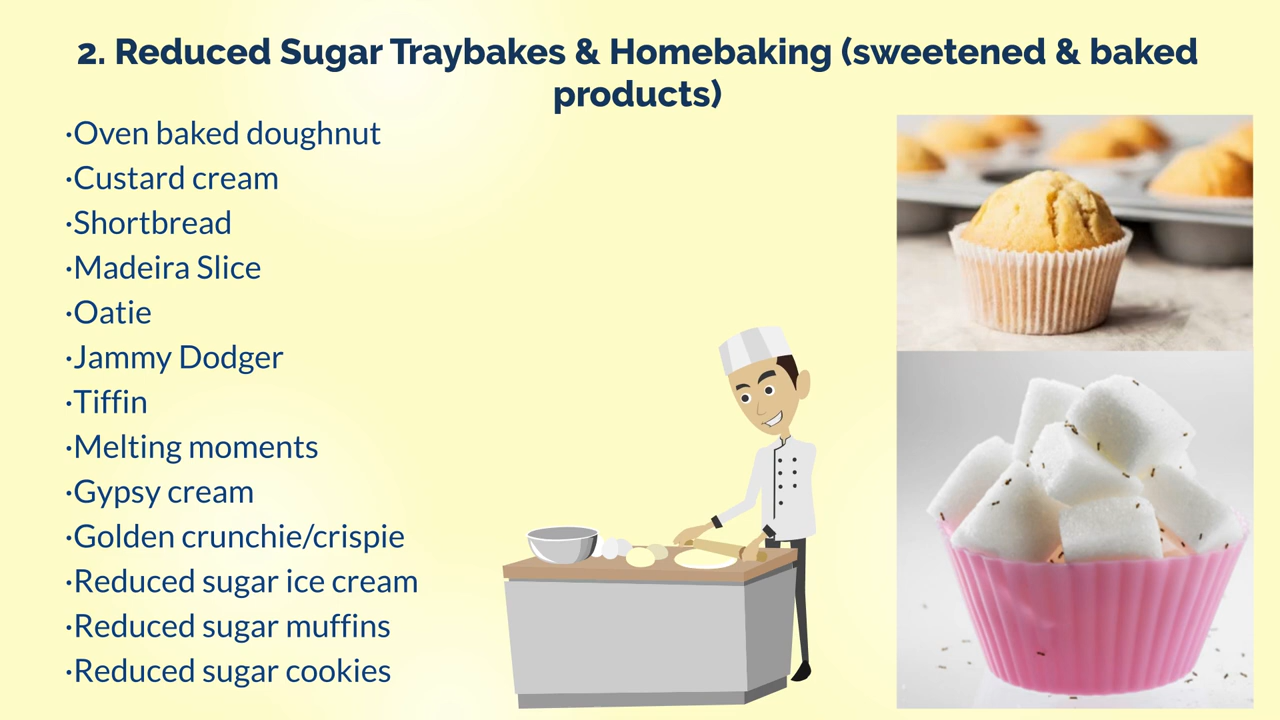 2. Reduced Sugar Traybakes & Homebaking (sweetened & baked
products)
·Oven baked doughnut
·Custard cream
·Shortbread
·Madeira Slice
·Oatie
·Jammy Dodger
·Tiffin
·Melting moments
·Gypsy cream
·Golden crunchie/crispie
·Reduced sugar ice cream
·Reduced sugar muffins
·Reduced sugar cookies